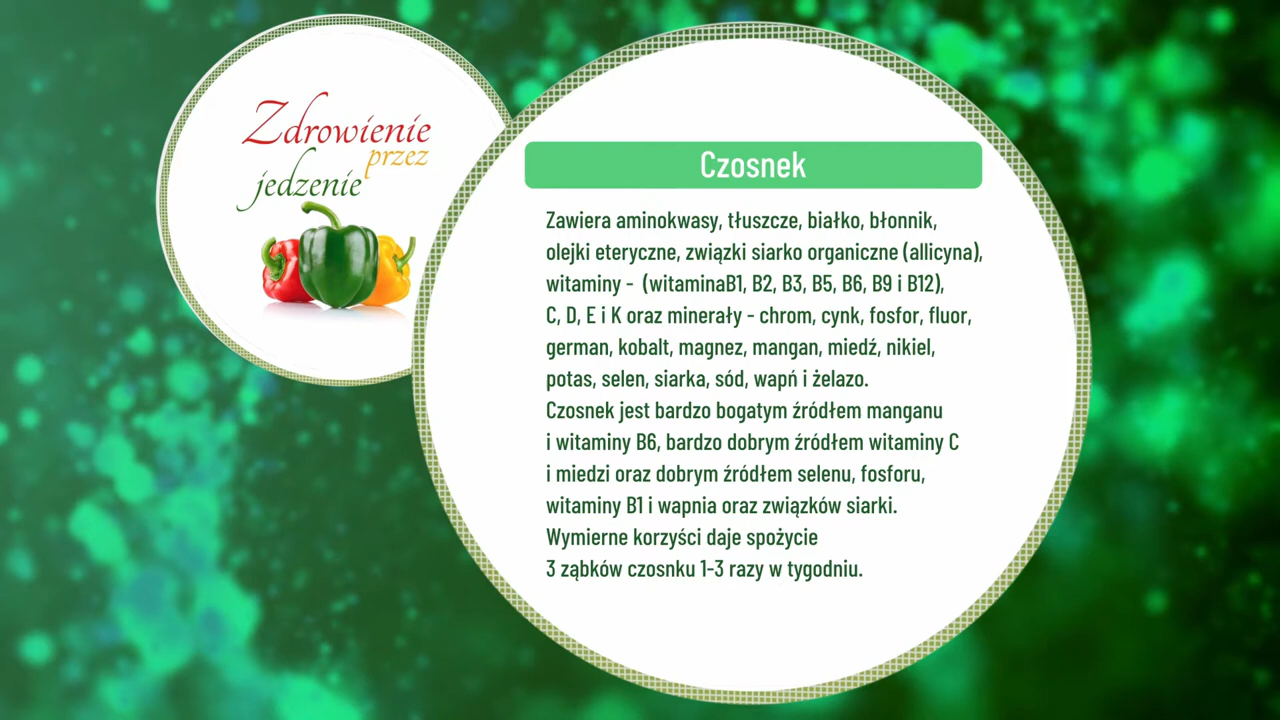 Zdrowienie
przez
jedzenie
Czosnek
Zawiera aminokwasy, tłuszcze, białko, błonnik,
olejki eteryczne, związki siarko organiczne (allicyna),
witaminy - (witaminaB1, B2, B3, B5, B6, B9 i B12),
C, D, E i K oraz minerały - chrom, cynk, fosfor, fluor,
german, kobalt, magnez, mangan, miedź, nikiel,
potas, selen, siarka, sód, wapń i żelazo.
Czosnek jest bardzo bogatym źródłem manganu
i witaminy B6, bardzo dobrym źródłem witaminy C
i miedzi oraz dobrym źródłem selenu, fosforu,
witaminy B1 i wapnia oraz związków siarki.
Wymierne korzyści daje spożycie
3 ząbków czosnku 1-3 razy w tygodniu.